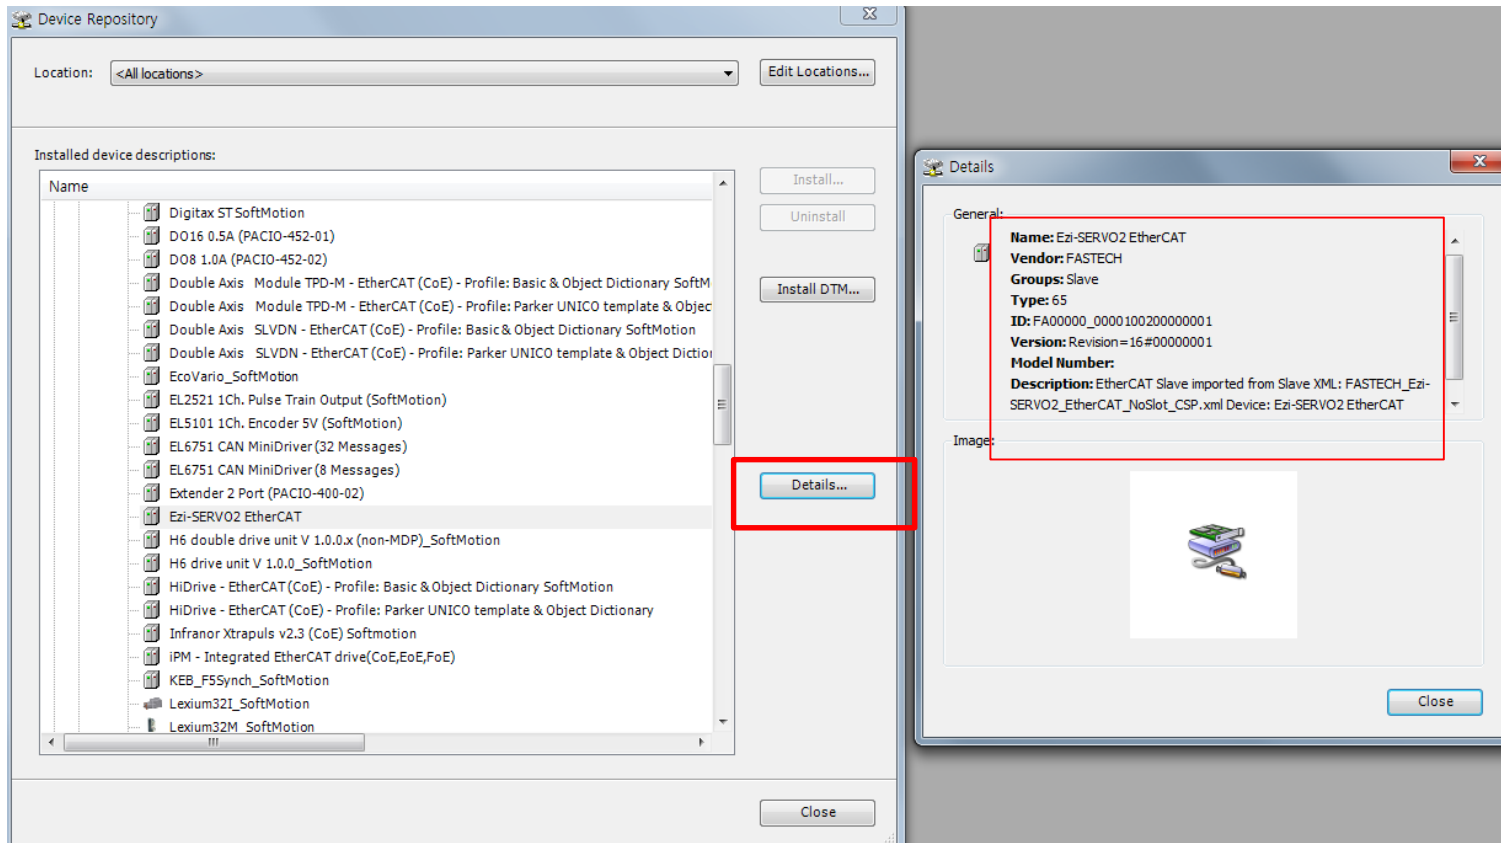 Device Repository
Location:
<All locations>
Edit Locations...
Installed device descriptions:
Name
Digitax ST SoftMotion
DO16 0.5A (PACIO-452-01)
DO8 1.0A (PACIO-452-02)
Double Axis Module TPD-M - EtherCAT (CoE) - Profile: Basic & Object Dictionary SoftM
Double Axis Module TPD-M - EtherCAT (CoE) - Profile: Parker UNICO template & Objec
Double Axis SLVDN - EtherCAT (CoE) - Profile: Basic & Object Dictionary SoftMotion
Double Axis SLVDN - EtherCAT (CoE) - Profile: Parker UNICO template & Object Diction
EcoVario_SoftMotion
EL2521 1Ch. Pulse Train Output (SoftMotion)
EL5101 1Ch. Encoder 5V (SoftMotion)
EL6751 CAN MiniDriver (32 Messages)
EL6751 CAN MiniDriver (8 Messages)
Extender 2 Port (PACIO-400-02)
Ezi-SERVO2 EtherCAT
H6 double drive unit V 1.0.0.x (non-MDP)_SoftMotion
H6 drive unit V 1.0.0_SoftMotion
HiDrive - EtherCAT (CoE) - Profile: Basic & Object Dictionary SoftMotion
HiDrive - EtherCAT (CoE) - Profile: Parker UNICO template & Object Dictionary
Infranor Xtrapuls v2.3 (CoE) Softmotion
iPM - Integrated EtherCAT drive(CoE,EoE,FoE)
KEB_F5Synch_SoftMotion
Lexium32I_SoftMotion
Lexium32M_SoftMotion
Install...
Uninstall
Install DTM...
Details...
Close
Details
General:
Name: Ezi-SERVO2 EtherCAT
Vendor: FASTECH
Groups: Slave
Type: 65
ID: FA00000_0000100200000001
Version: Revision=16#00000001
Model Number:
Description: EtherCAT Slave imported from Slave XML: FASTECH_Ezi-
SERVO2_EtherCAT_NoSlot_CSP.xml Device: Ezi-SERVO2 EtherCAT
Image:
Close